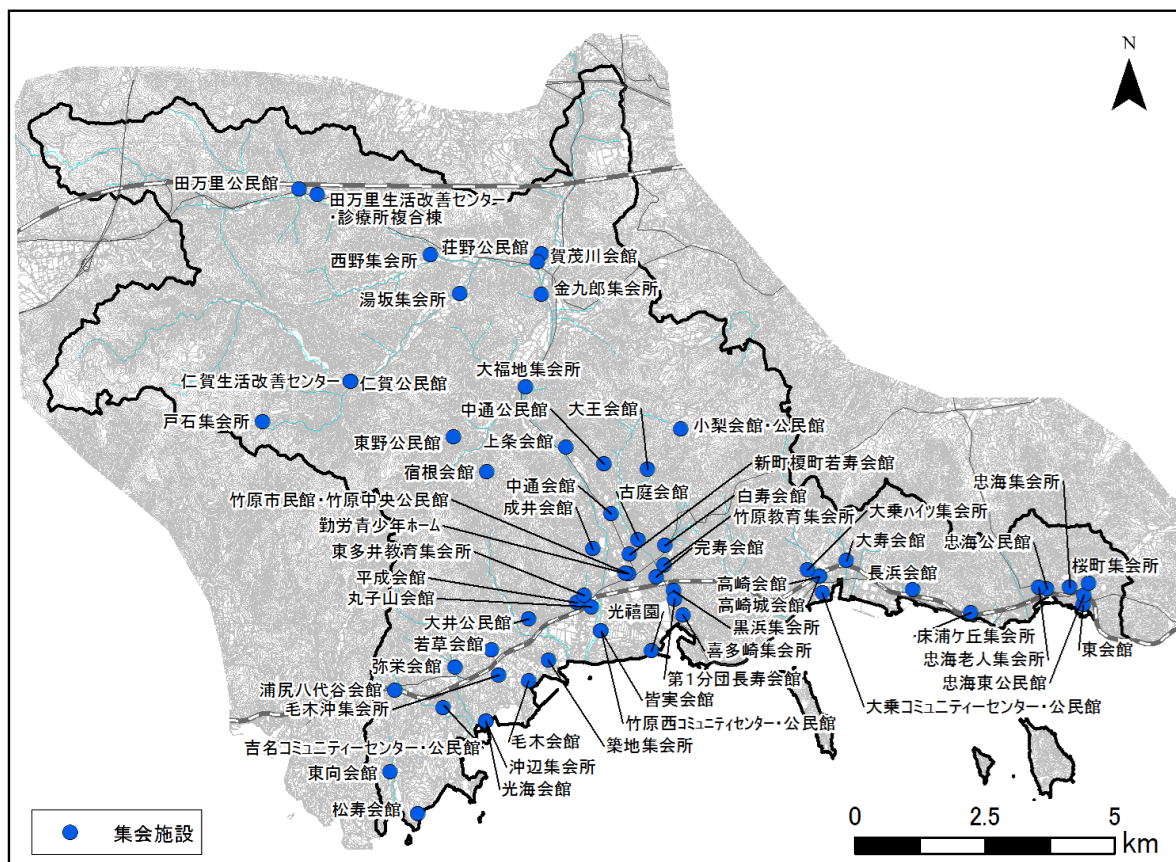 N
田万里公民館
田万里生活改善センター
・診療所複合棟
荘野公民館
賀茂川会館
西野集会所
金九郎集会所
湯坂集会所
大福地集会所
仁賀生活改善センター
仁賀公民館
中通公民館
大王会館
戸石集会所
小梨会館・公民館
東野公民館
上条会館
新町榎町若寿会館
忠海集会所
宿根会館
古庭会館
白寿会館
竹原市民館・竹原中央公民館
中通会館
大乗ハイツ集会所
成井会館
竹原教育集会所
勤労青少年ホーム
大寿会館
忠海公民館
完寿会館
東多井教育集会所
桜町集会所
長浜会館
平成会館
高崎会館
丸子山会館
光禧園
高崎城会館
大井公民館
黒浜集会所
床浦ケ丘集会所
東会館
若草会館
喜多崎集会所
忠海老人集会所
弥栄会館
第1分団長寿会館
忠海東公民館
浦尻八代谷会館
皆実会館
大乗コミュニティーセンター・公民館
毛木沖集会所
竹原西コミュニティセンター・公民館
毛木会館
築地集会所
吉名コミュニティーセンター・公民館
沖辺集会所
東向会館
光海会館
松寿会館
集会施設
0 2.5 5
km